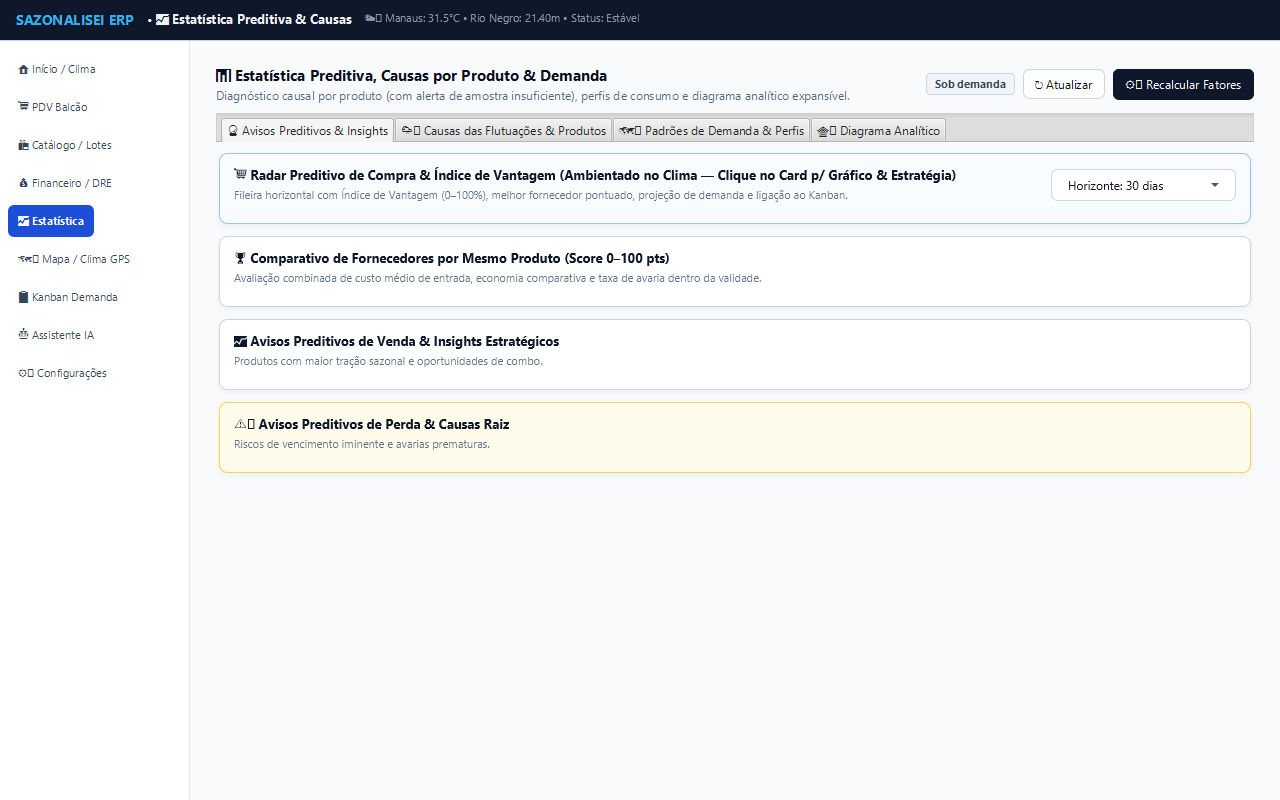 SAZONALISEI ERP • Estatística Preditiva & Causas Manaus: 31.5°C • Rio Negro: 21.40m • Status: Estável
Início / Clima
PDV Balcão
Catálogo / Lotes
Financeiro / DRE
Estatística
Mapa / Clima GPS
Kanban Demanda
Assistente IA
Configurações
Estatística Preditiva, Causas por Produto & Demanda
Diagnóstico causal por produto (com alerta de amostra insuficiente), perfis de consumo e diagrama analítico expansível.
Sob demanda
↻ Atualizar
Recalcular Fatores
Avisos Preditivos & Insights
Causas das Flutuações & Produtos
Padrões de Demanda & Perfis
Diagrama Analítico
Radar Preditivo de Compra & Índice de Vantagem (Ambientado no Clima — Clique no Card p/ Gráfico & Estratégia)
Fileira horizontal com Índice de Vantagem (0–100%), melhor fornecedor pontuado, projeção de demanda e ligação ao Kanban.
Horizonte: 30 dias
Comparativo de Fornecedores por Mesmo Produto (Score 0–100 pts)
Avaliação combinada de custo médio de entrada, economia comparativa e taxa de avaria dentro da validade.
Avisos Preditivos de Venda & Insights Estratégicos
Produtos com maior tração sazonal e oportunidades de combo.
Avisos Preditivos de Perda & Causas Raiz
Riscos de vencimento iminente e avarias prematuras.